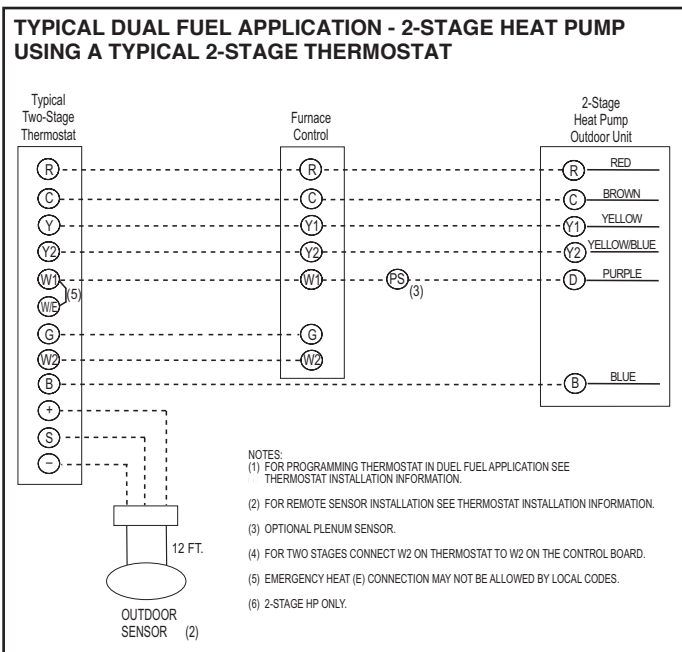 TYPICAL DUAL FUEL APPLICATION - 2-STAGE HEAT PUMP
USING A TYPICAL 2-STAGE THERMOSTAT
Typical
Two-Stage
Thermostat
Furnace
Control
2-Stage
Heat Pump
Outdoor Unit
R R R RED
C C C BROWN
Y Y1 Y1 YELLOW
Y2 Y2 Y2 YELLOW/BLUE
W1 (5) W1 PS (3) D PURPLE
W/E
G G
W2 W2
B B BLUE
+
S
–
12 FT.
OUTDOOR
SENSOR (2)
NOTES:
(1) FOR PROGRAMMING THERMOSTAT IN DUEL FUEL APPLICATION SEE
THERMOSTAT INSTALLATION INFORMATION.
(2) FOR REMOTE SENSOR INSTALLATION SEE THERMOSTAT INSTALLATION INFORMATION.
(3) OPTIONAL PLENUM SENSOR.
(4) FOR TWO STAGES CONNECT W2 ON THERMOSTAT TO W2 ON THE CONTROL BOARD.
(5) EMERGENCY HEAT (E) CONNECTION MAY NOT BE ALLOWED BY LOCAL CODES.
(6) 2-STAGE HP ONLY.